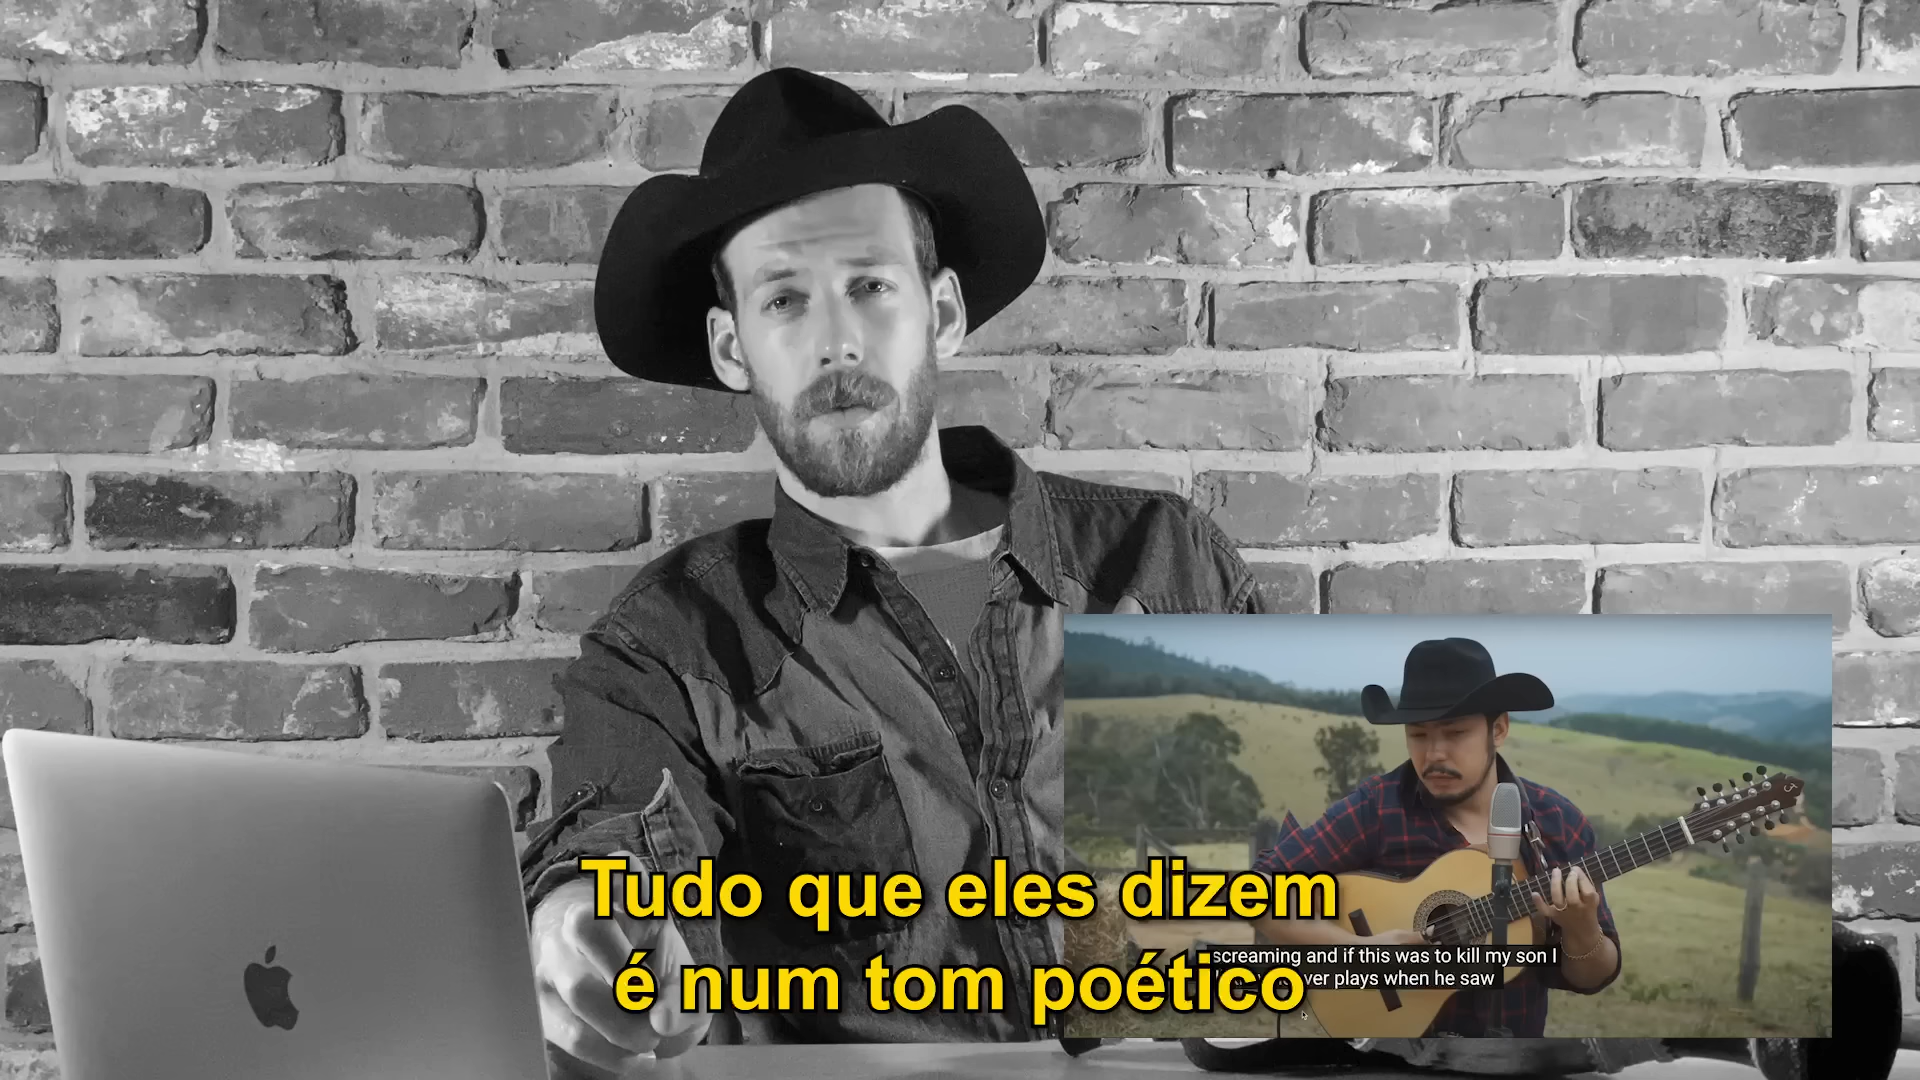 Tudo que eles dizem
é num tom poético
screaming and if this was to kill my son I
plays when he saw